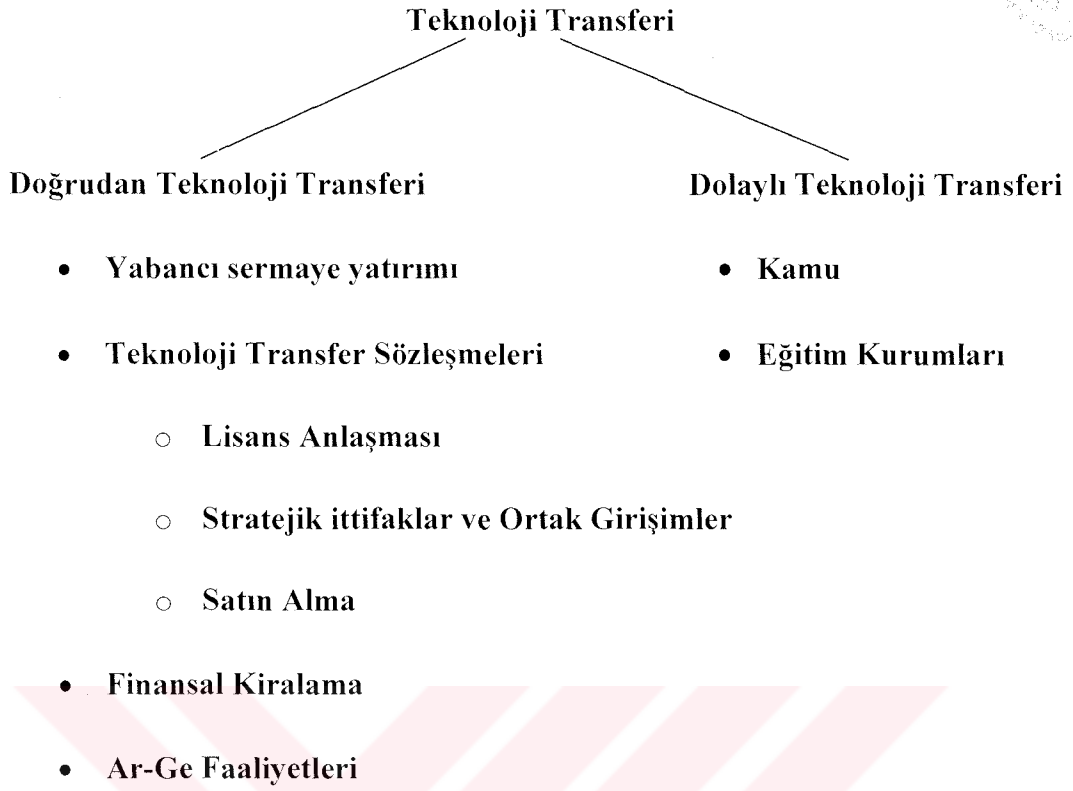 Teknoloji Transferi
Doğrudan Teknoloji Transferi
• Yabancı sermaye yatırımı
• Teknoloji Transfer Sözleşmeleri
○ Lisans Anlaşması
○ Stratejik ittifaklar ve Ortak Girişimler
○ Satın Alma
• Finansal Kiralama
• Ar-Ge Faaliyetleri
Dolaylı Teknoloji Transferi
• Kamu
• Eğitim Kurumları